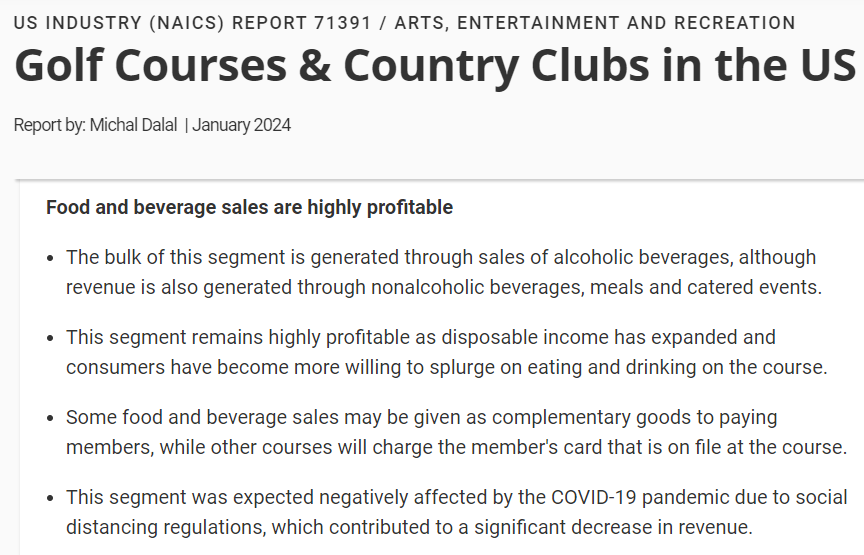 US INDUSTRY (NAICS) REPORT 71391 / ARTS, ENTERTAINMENT AND RECREATION
Golf Courses & Country Clubs in the US
Report by: Michal Dalal | January 2024
Food and beverage sales are highly profitable
• The bulk of this segment is generated through sales of alcoholic beverages, although
revenue is also generated through nonalcoholic beverages, meals and catered events.
• This segment remains highly profitable as disposable income has expanded and
consumers have become more willing to splurge on eating and drinking on the course.
• Some food and beverage sales may be given as complementary goods to paying
members, while other courses will charge the member's card that is on file at the course.
• This segment was expected negatively affected by the COVID-19 pandemic due to social
distancing regulations, which contributed to a significant decrease in revenue.